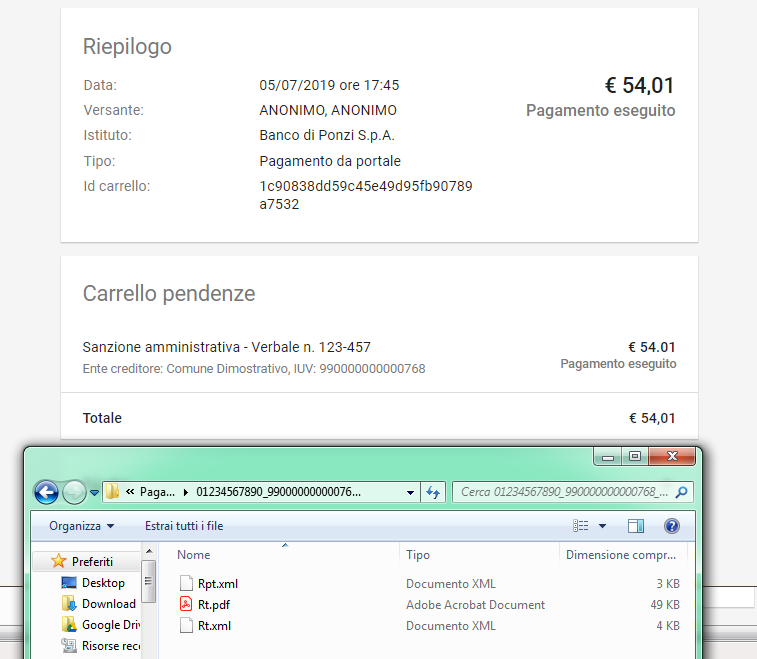 Riepilogo
Data: 05/07/2019 ore 17:45 € 54,01
Versante: ANONIMO, ANONIMO Pagamento eseguito
Istituto: Banco di Ponzi S.p.A.
Tipo: Pagamento da portale
Id carrello: 1c90838dd59c45e49d95fb90789
a7532
Carrello pendenze
Sanzione amministrativa - Verbale n. 123-457 € 54.01
Ente creditore: Comune Dimostrativo, IUV: 990000000000768 Pagamento eseguito
Totale € 54,01
« Paga... 01234567890_99000000000076... Cerca 01234567890_990000000000768_...
Organizza Estrai tutti i file
Preferiti Nome Tipo Dimensione compr...
Desktop Rpt.xml Documento XML 3 KB
Download Rt.pdf Adobe Acrobat Document 49 KB
Google Driv Rt.xml Documento XML 4 KB
Risorse rece